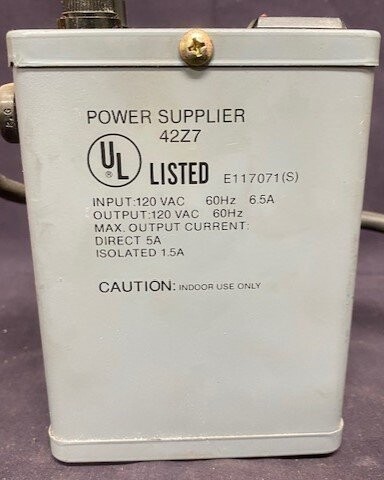 POWER SUPPLIER
42Z7
UL
®
LISTED E117071(S)
INPUT:120 VAC 60Hz 6.5A
OUTPUT:120 VAC 60Hz
MAX. OUTPUT CURRENT:
DIRECT 5A
ISOLATED 1.5A
CAUTION: INDOOR USE ONLY